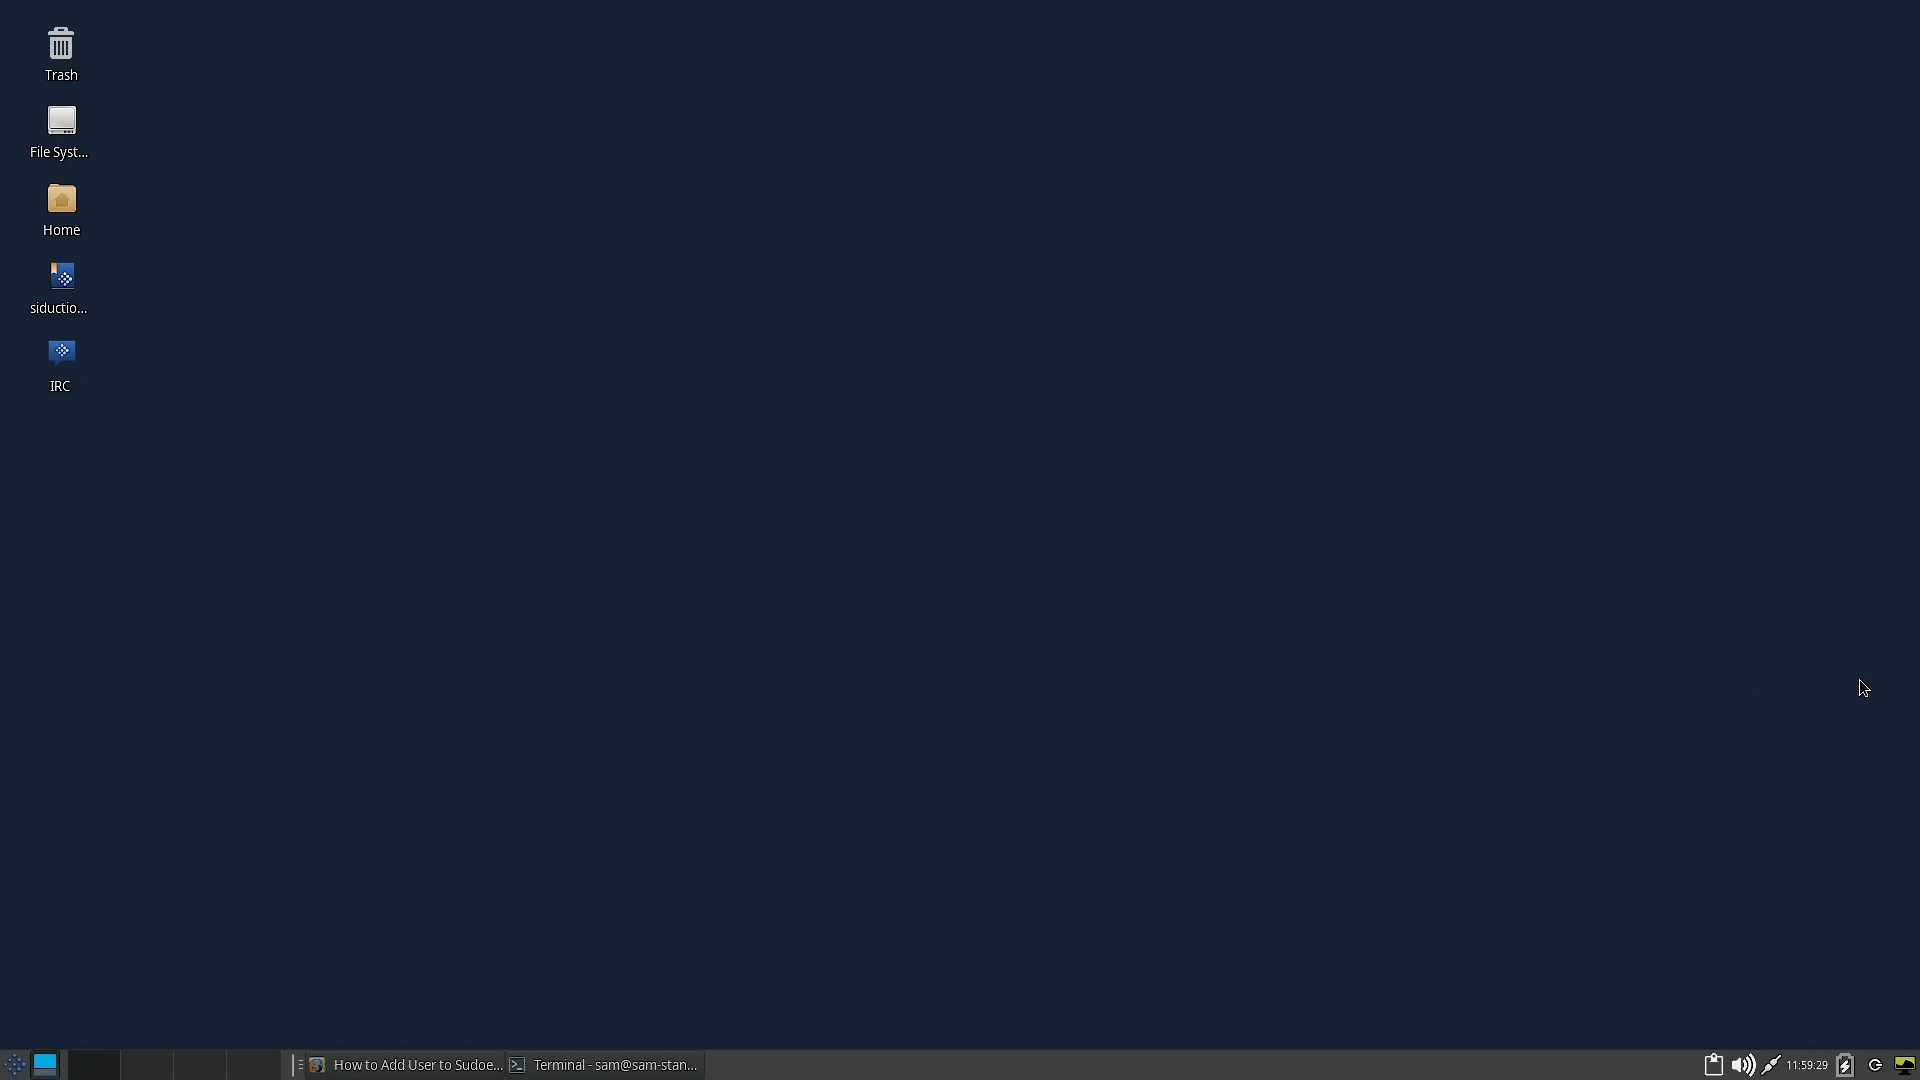 Trash
File Syst...
Home
siductio...
IRC
How to Add User to Sudoe...
Terminal - sam@sam-stan...
11:59:29